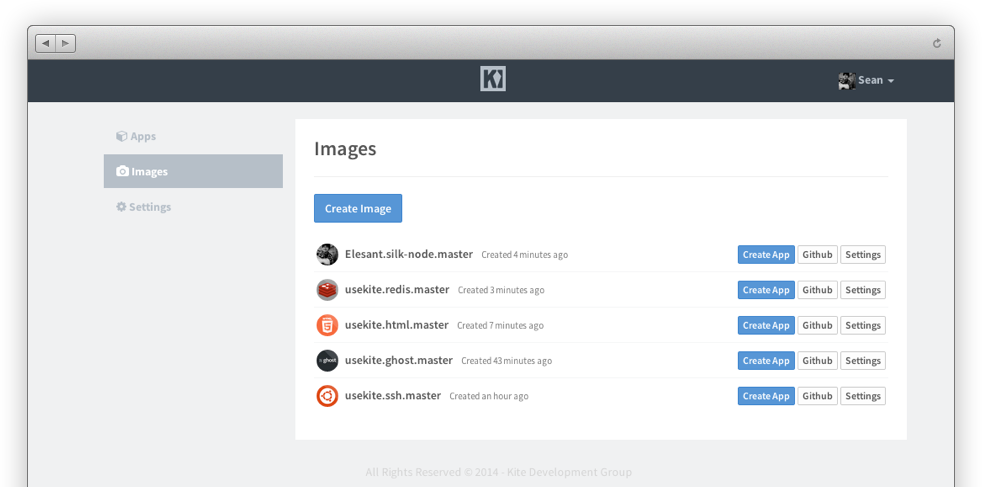 Ki
Sean
Apps
Images
Settings
Images
Create Image
Elesant.silk-node.master Created 4 minutes ago Create App Github Settings
usekite.redis.master Created 3 minutes ago Create App Github Settings
usekite.html.master Created 7 minutes ago Create App Github Settings
ghost usekite.ghost.master Created 43 minutes ago Create App Github Settings
usekite.ssh.master Created an hour ago Create App Github Settings
All Rights Reserved © 2014 - Kite Development Group